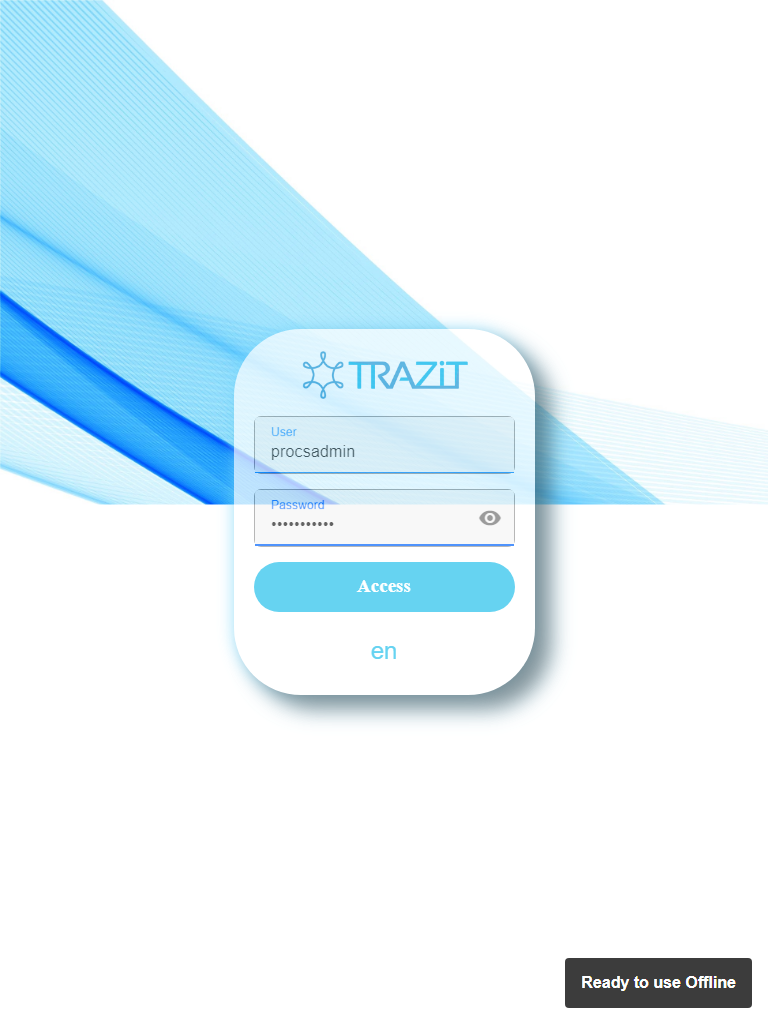 TRAZiT
User
procsadmin
Password
•••••••••••
Access
en
Ready to use Offline